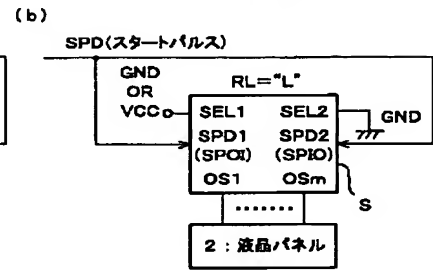 (b)
SPD(スタートパルス)
GND
OR
VCC
RL="L"
SEL1 SEL2
GND
SPD1 SPD2
(SPOI) (SPIO)
OS1 OSm
S
........
2 : 液晶パネル